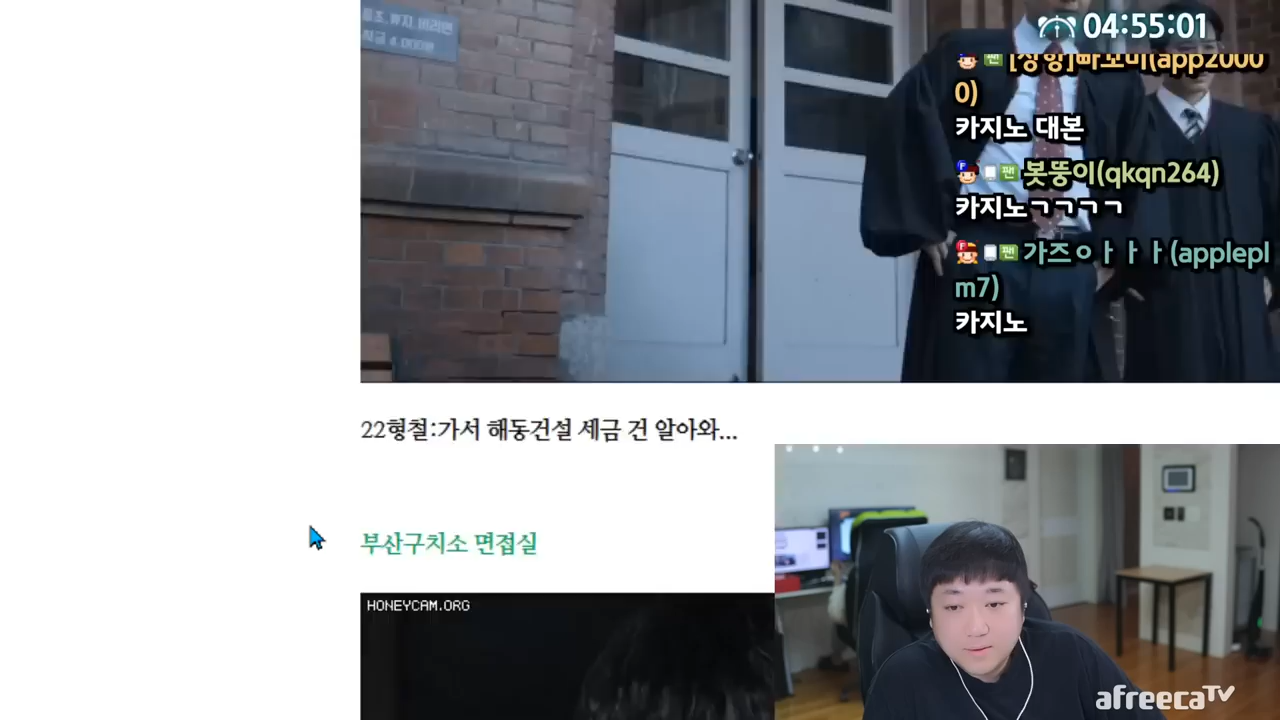 04:55:01
0)
카지노 대본
봇뚱이(qkqn264)
카지노ㄱㄱㄱㄱ
가즈ㅇㅏㅏㅏ(applepl
m7)
카지노
22형철:가서 해동건설 세금 건 알아와...
부산구치소 면접실
HONEYCAM.ORG
afreecaTV